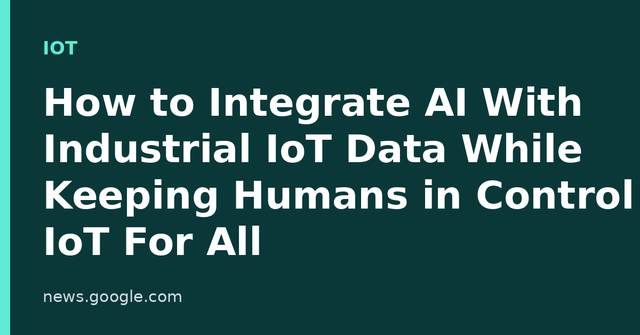 IOT
How to Integrate AI With
Industrial IoT Data While
Keeping Humans in Control
IoT For All
news.google.com